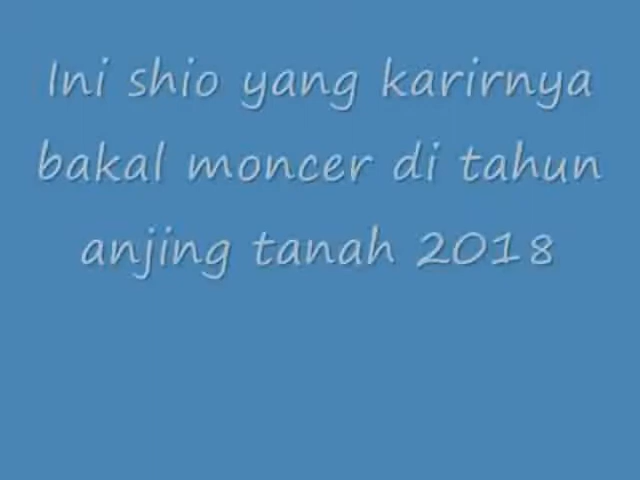 Ini shio yang karirnya
bakal moncer di tahun
anjing tanah 2018